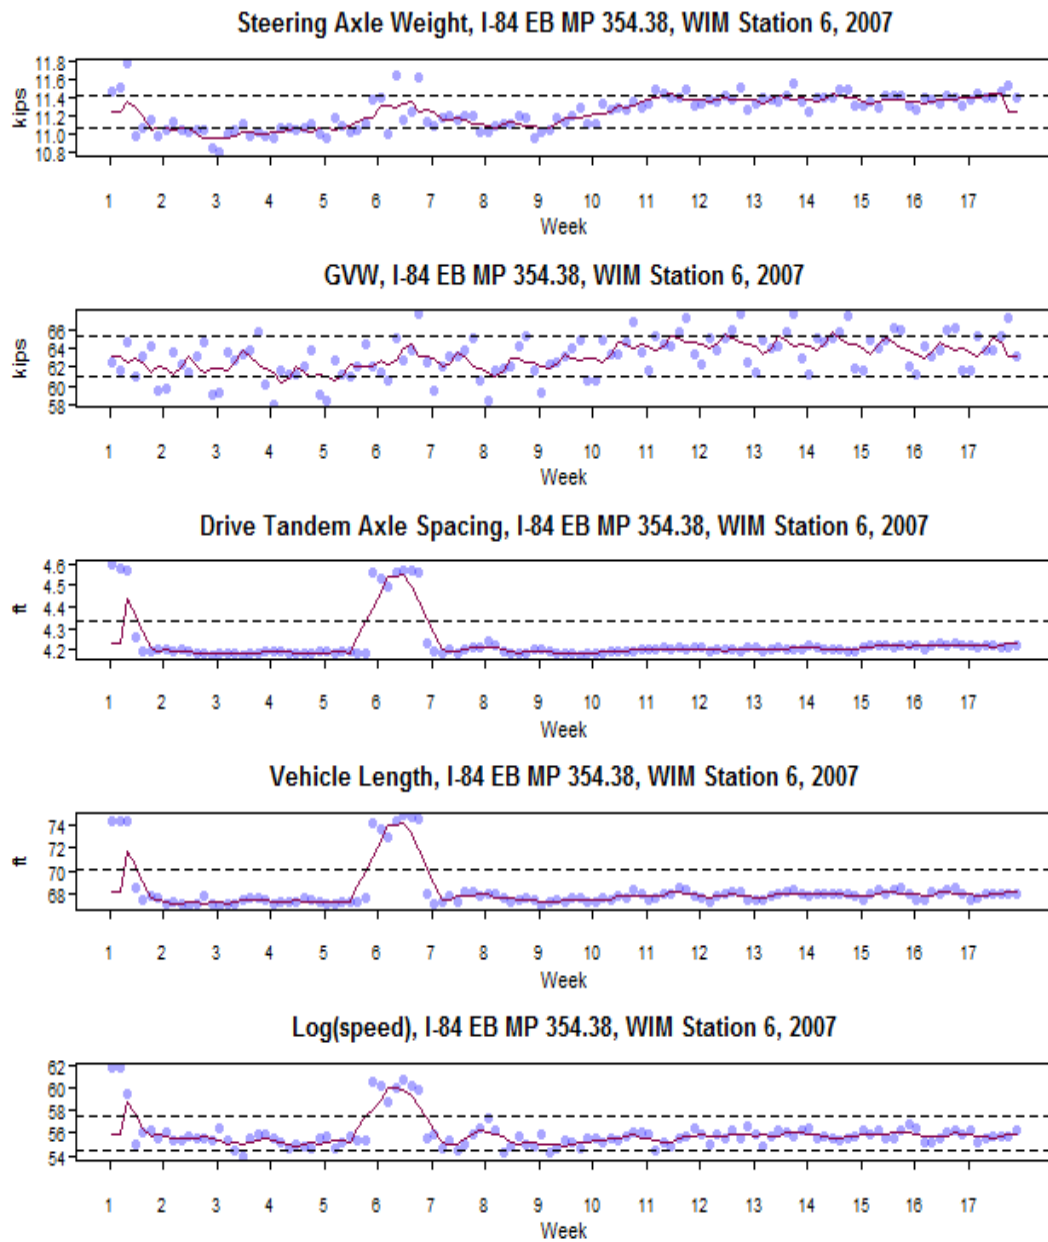 Steering Axle Weight, I-84 EB MP 354.38, WIM Station 6, 2007
kips
11.8
11.6
11.4
11.2
11.0
10.8
1 2 3 4 5 6 7 8 9 10 11 12 13 14 15 16 17
Week
GVW, I-84 EB MP 354.38, WIM Station 6, 2007
kips
66
64
62
60
58
1 2 3 4 5 6 7 8 9 10 11 12 13 14 15 16 17
Week
Drive Tandem Axle Spacing, I-84 EB MP 354.38, WIM Station 6, 2007
ft
4.6
4.5
4.4
4.3
4.2
1 2 3 4 5 6 7 8 9 10 11 12 13 14 15 16 17
Week
Vehicle Length, I-84 EB MP 354.38, WIM Station 6, 2007
ft
74
72
70
68
1 2 3 4 5 6 7 8 9 10 11 12 13 14 15 16 17
Week
Log(speed), I-84 EB MP 354.38, WIM Station 6, 2007
62
60
58
56
54
1 2 3 4 5 6 7 8 9 10 11 12 13 14 15 16 17
Week